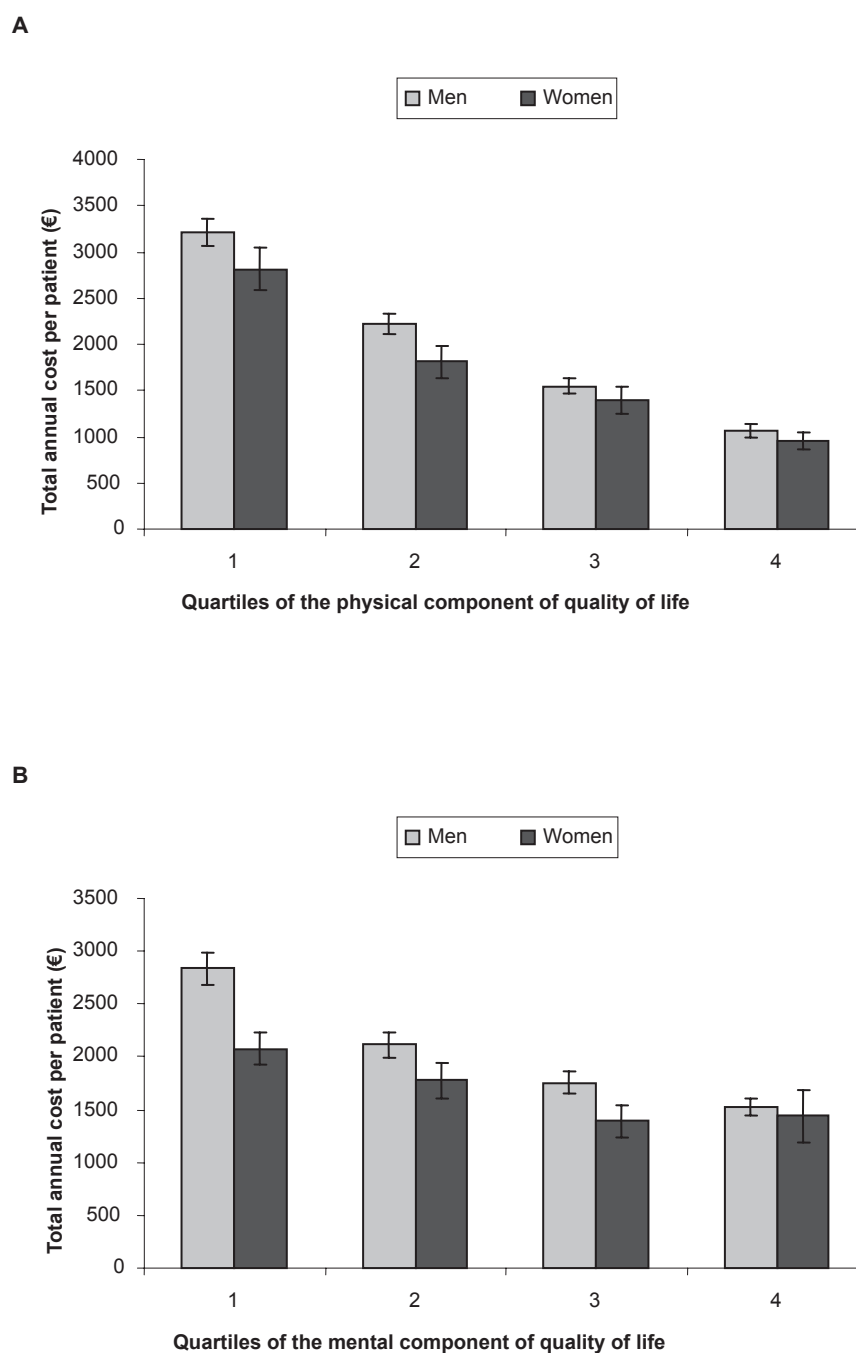 A
Men Women
Total annual cost per patient (€)
4000
3500
3000
2500
2000
1500
1000
500
0
1 2 3 4
Quartiles of the physical component of quality of life
B
Men Women
Total annual cost per patient (€)
3500
3000
2500
2000
1500
1000
500
0
1 2 3 4
Quartiles of the mental component of quality of life